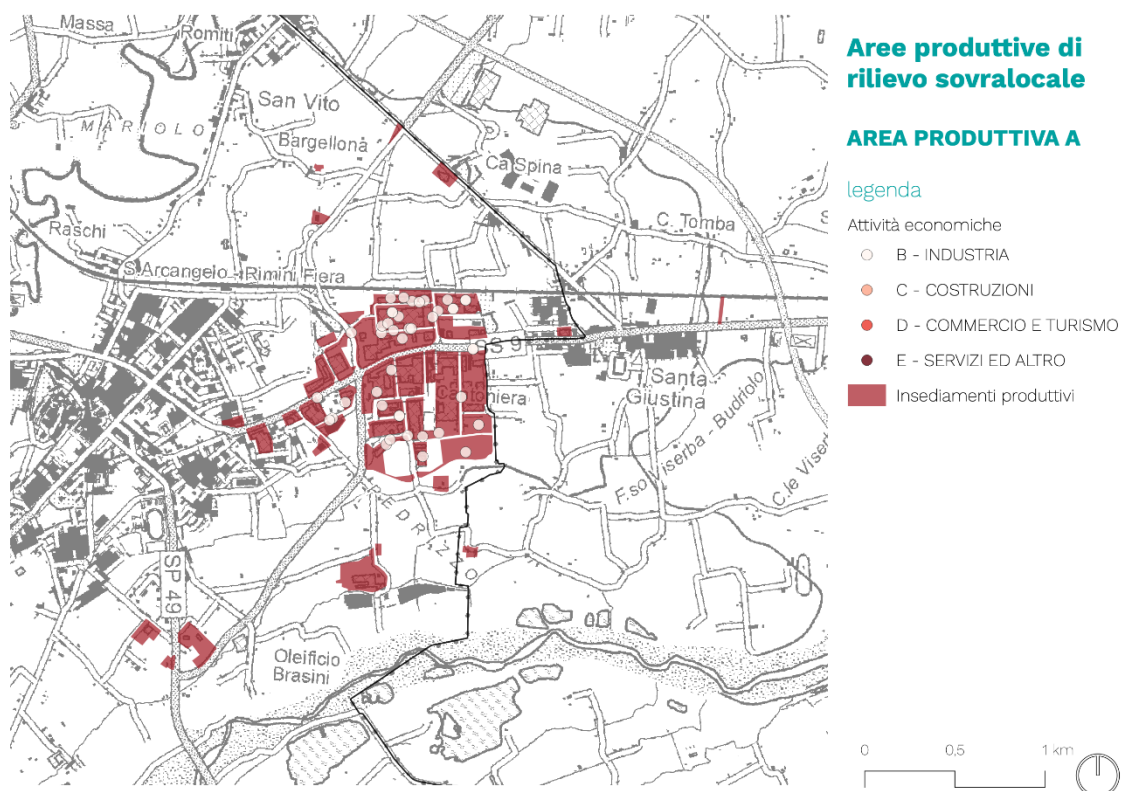 Massa
Romiti
San Vito
MARIOLO
Bargellona
Ca Spina
Raschi
C. Tomba
S
S.Arcangelo - Rimini Fiera
SS 9
Santa
Giustina
F.so Viserba - Budriolo
C.le Viser
SP 49
Oleificio
Brasini
Aree produttive di
rilievo sovralocale
AREA PRODUTTIVA A
legenda
Attività economiche
B - INDUSTRIA
C - COSTRUZIONI
D - COMMERCIO E TURISMO
E - SERVIZI ED ALTRO
Insediamenti produttivi
0 0,5 1 km